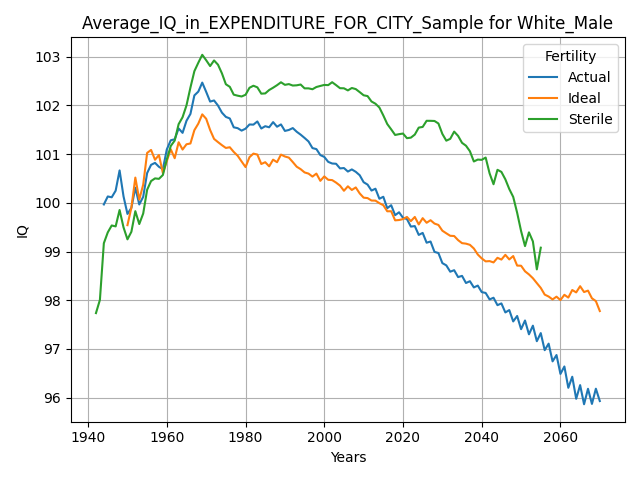 Average_IQ_in_EXPENDITURE_FOR_CITY_Sample for White_Male
Fertility
Actual
Ideal
Sterile
103
102
101
100
99
98
97
96
IQ
1940
1960
1980
2000
2020
2040
2060
Years